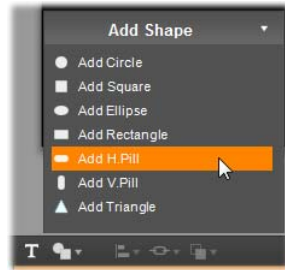 Add Shape
Add Circle
Add Square
Add Ellipse
Add Rectangle
Add H.Pill
Add V.Pill
Add Triangle
T